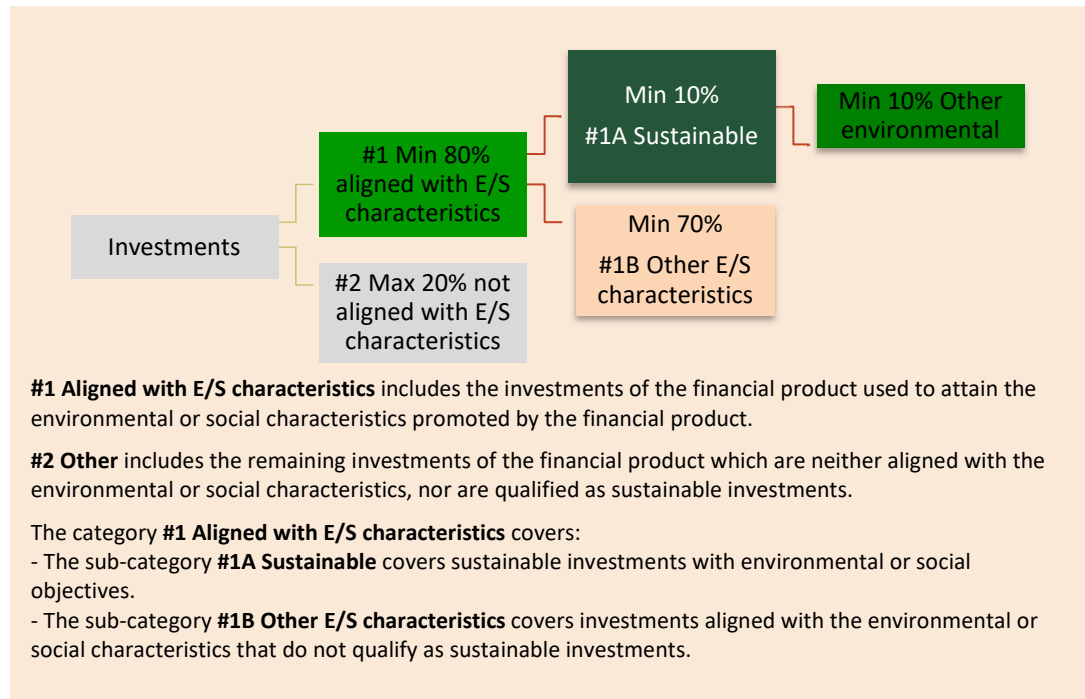 Investments
#1 Min 80%
aligned with E/S
characteristics
#2 Max 20% not
aligned with E/S
characteristics
Min 10%
#1A Sustainable
Min 70%
#1B Other E/S
characteristics
Min 10% Other
environmental
#1 Aligned with E/S characteristics includes the investments of the financial product used to attain the
environmental or social characteristics promoted by the financial product.
#2 Other includes the remaining investments of the financial product which are neither aligned with the
environmental or social characteristics, nor are qualified as sustainable investments.
The category #1 Aligned with E/S characteristics covers:
- The sub-category #1A Sustainable covers sustainable investments with environmental or social
objectives.
- The sub-category #1B Other E/S characteristics covers investments aligned with the environmental or
social characteristics that do not qualify as sustainable investments.